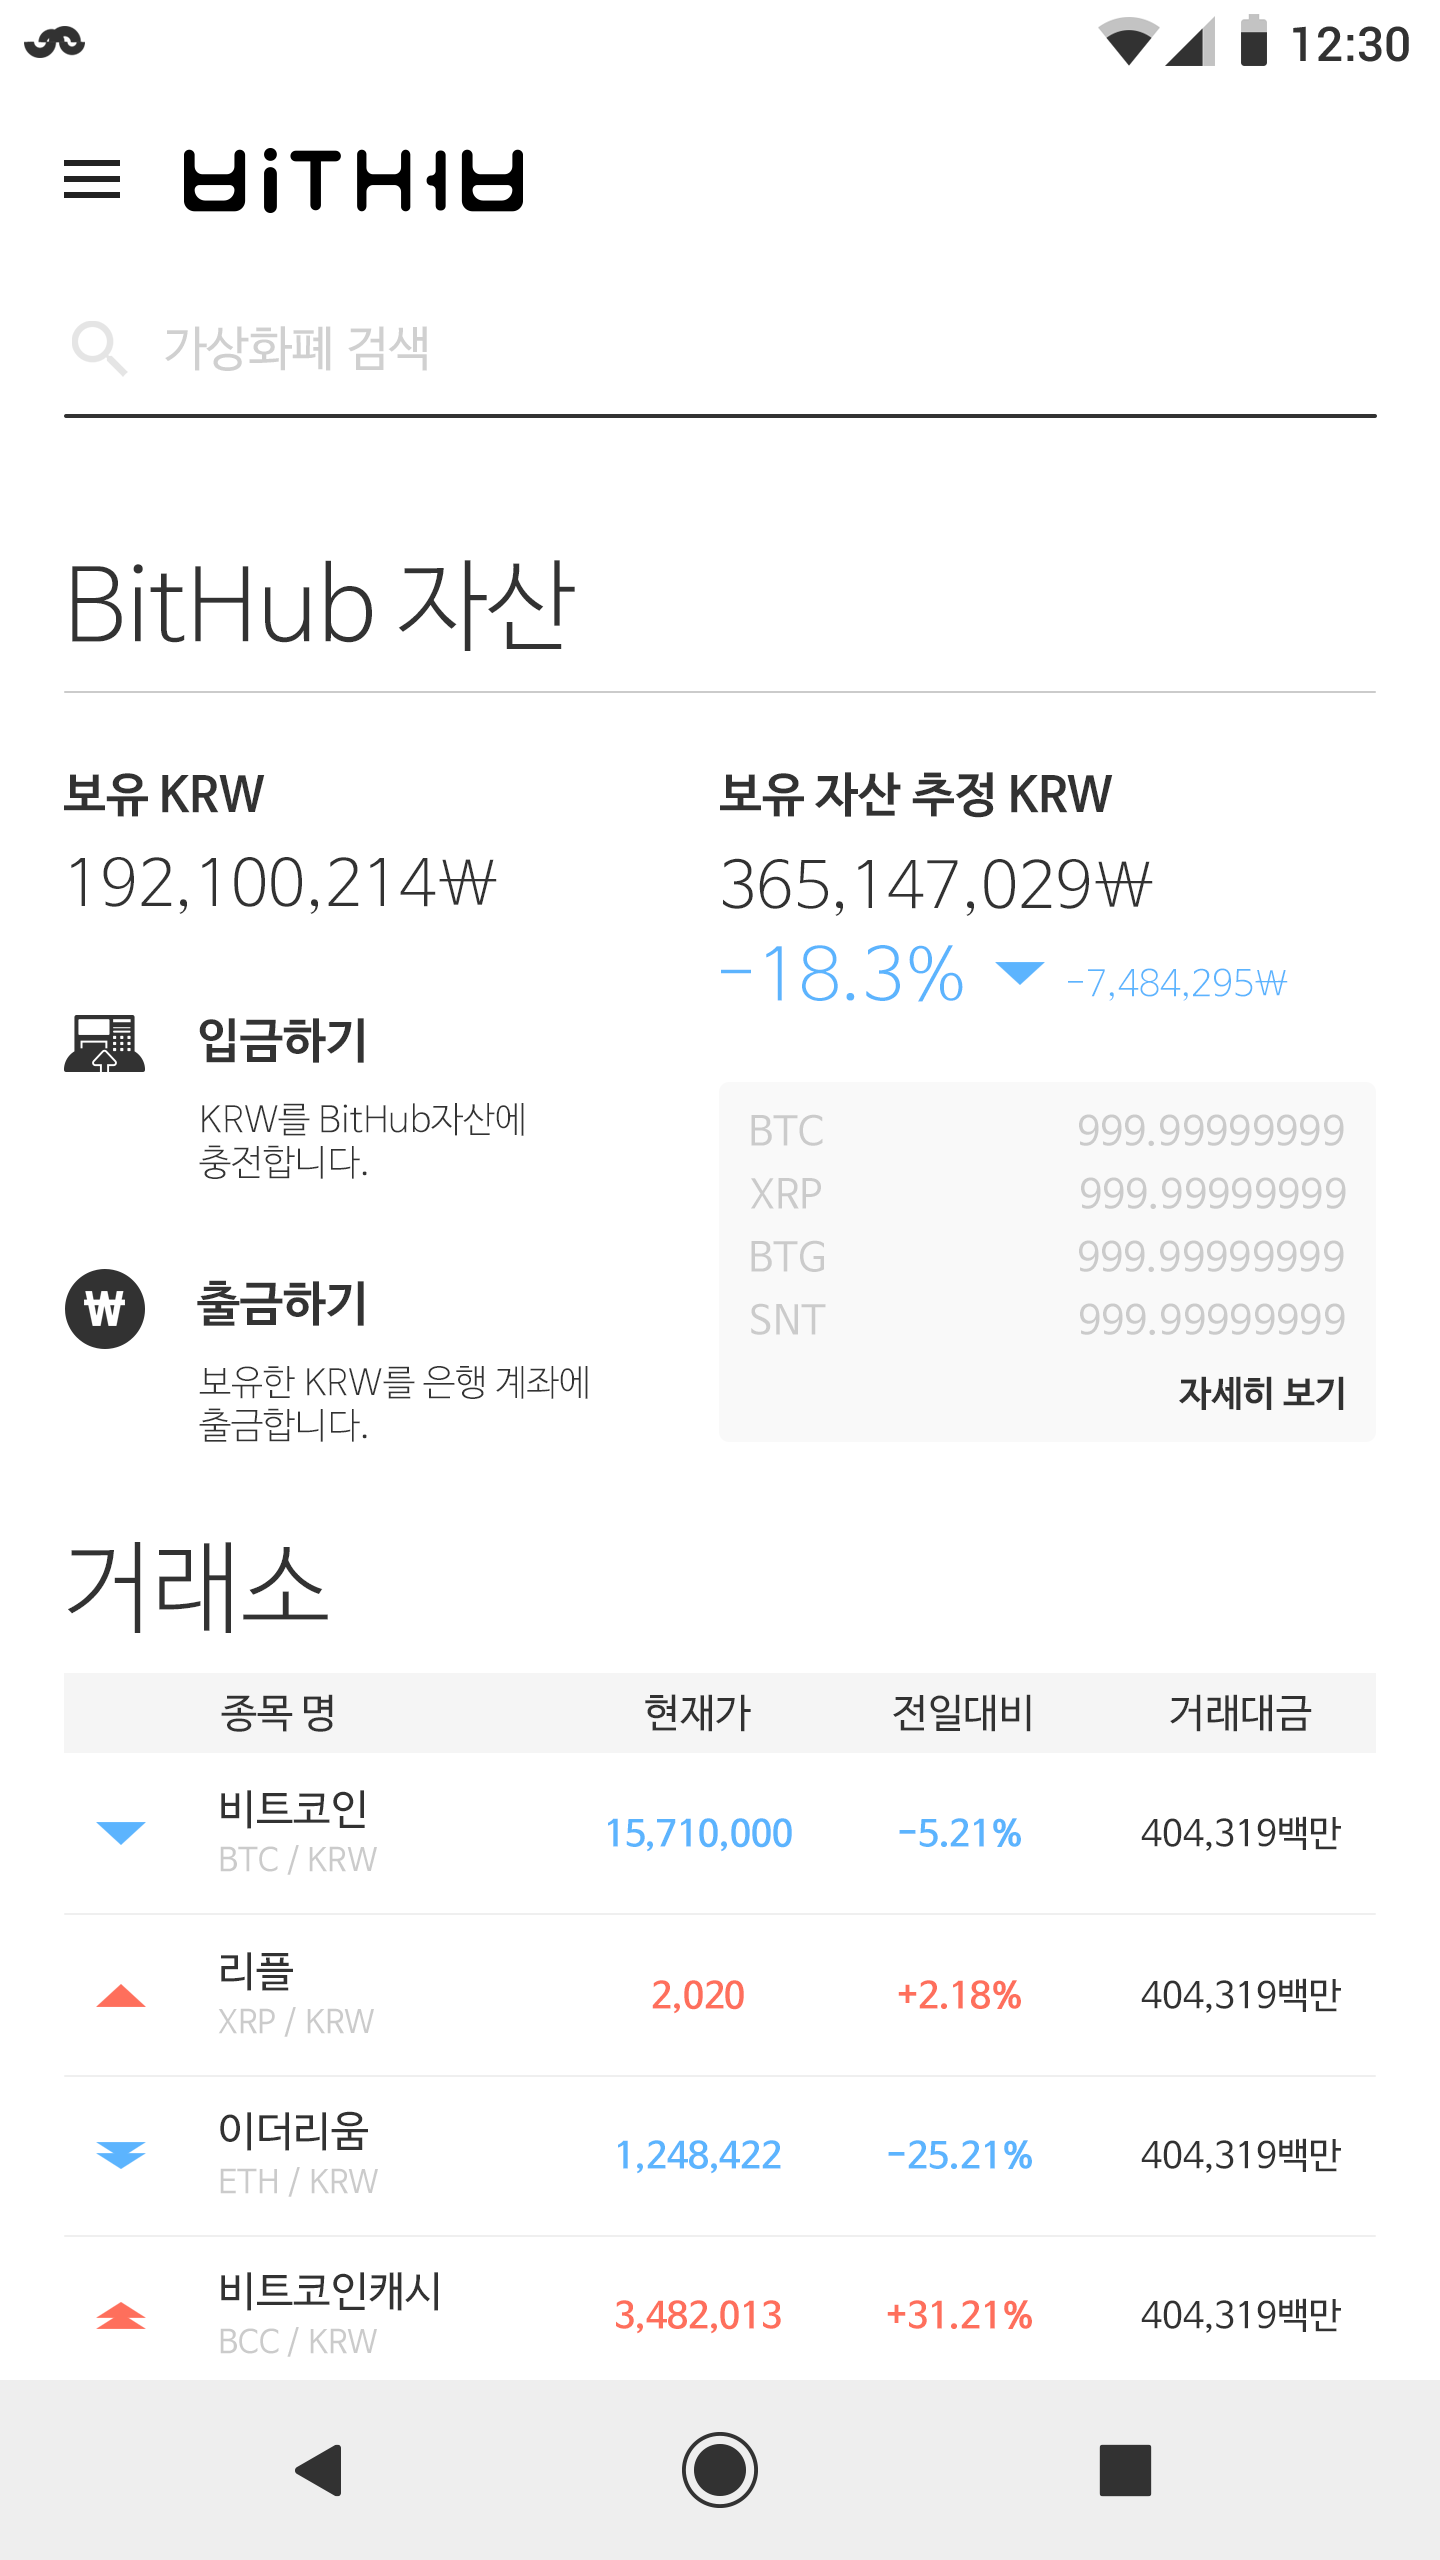 12:30
BiTHUB
가상화폐 검색
BitHub 자산
보유 KRW
192,100,214₩
보유 자산 추정 KRW
365,147,029₩
-18.3% ▼ -7,484,295₩
입금하기
KRW를 BitHub자산에
충전합니다.
출금하기
보유한 KRW를 은행 계좌에
출금합니다.
BTC 999.99999999
XRP 999.99999999
BTG 999.99999999
SNT 999.99999999
자세히 보기
거래소
종목 명 현재가 전일대비 거래대금
비트코인
BTC / KRW
15,710,000 -5.21% 404,319백만
리플
XRP / KRW
2,020 +2.18% 404,319백만
이더리움
ETH / KRW
1,248,422 -25.21% 404,319백만
비트코인캐시
BCC / KRW
3,482,013 +31.21% 404,319백만